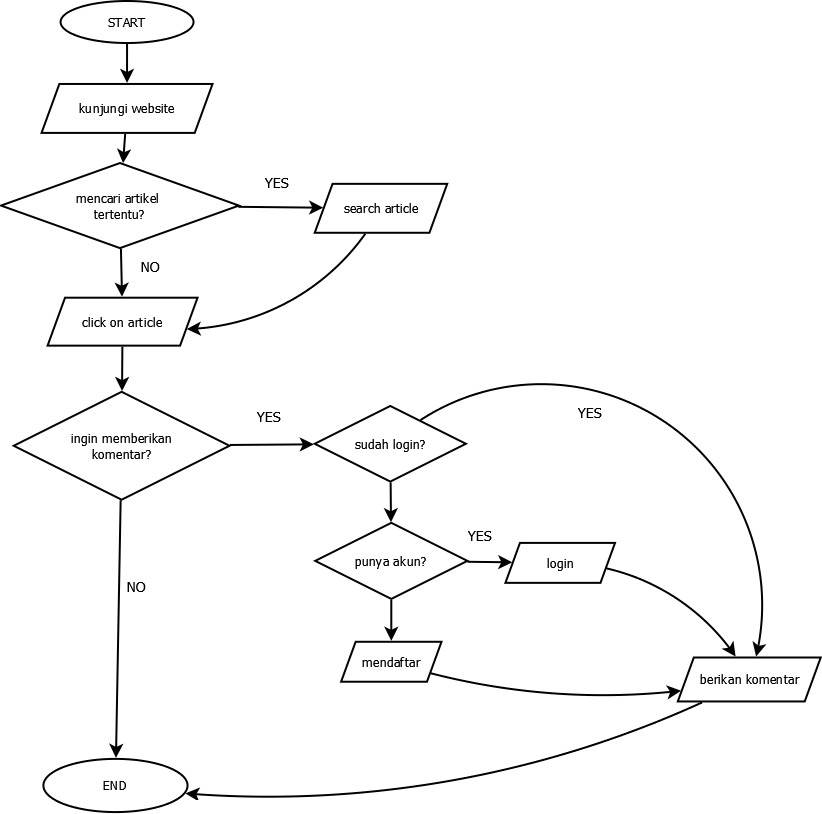 START
kunjungi website
mencari artikel
tertentu?
YES
search article
NO
click on article
ingin memberikan
komentar?
YES
sudah login?
YES
punya akun?
YES
login
NO
mendaftar
berikan komentar
END